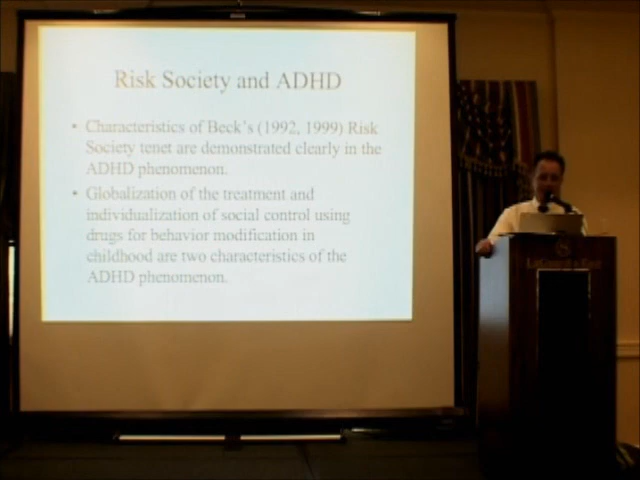 Risk Society and ADHD
• Characteristics of Beck's (1992, 1999) Risk
Society tenet are demonstrated clearly in the
ADHD phenomenon.
• Globalization of the treatment and
individualization of social control using
drugs for behavior modification in
childhood are two characteristics of the
ADHD phenomenon.